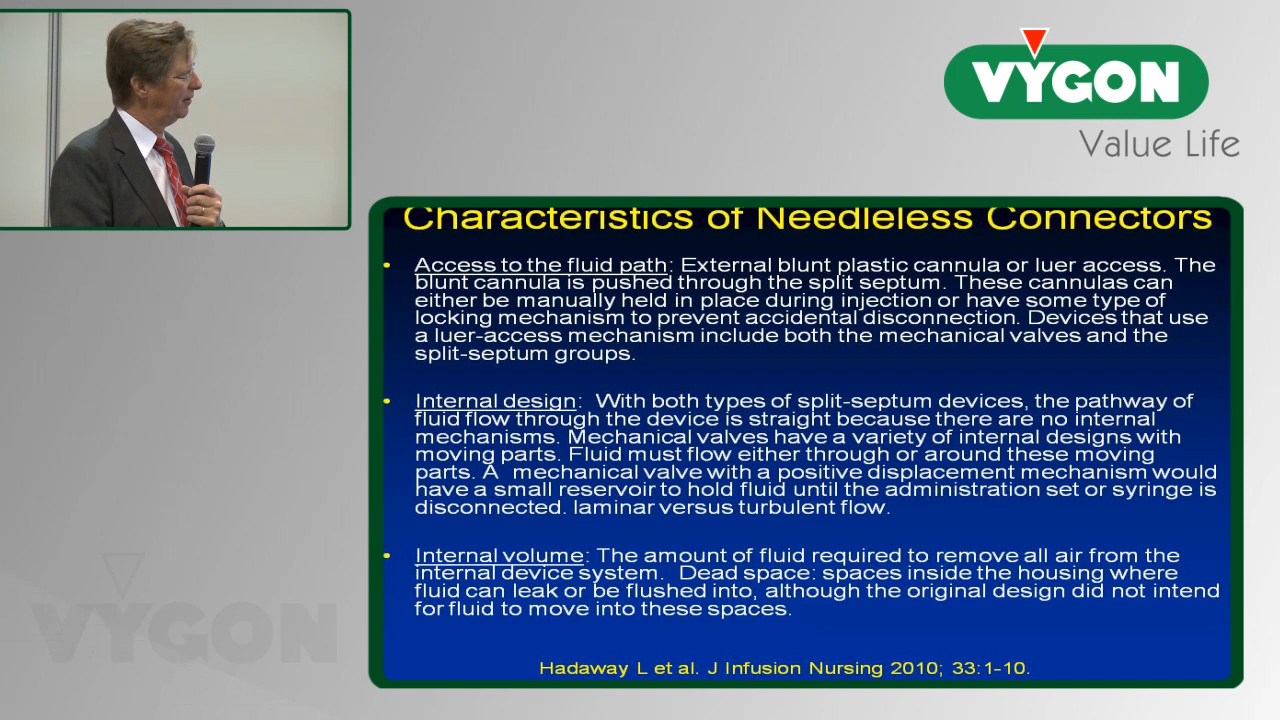 VYGON
Value Life
Characteristics of Needleless Connectors
• Access to the fluid path: External blunt plastic cannula or luer access. The
blunt cannula is pushed through the split septum. These cannulas can
either be manually held in place during injection or have some type of
locking mechanism to prevent accidental disconnection. Devices that use
a luer-access mechanism include both the mechanical valves and the
split-septum groups.
• Internal design: With both types of split-septum devices, the pathway of
fluid flow through the device is straight because there are no internal
mechanisms. Mechanical valves have a variety of internal designs with
moving parts. Fluid must flow either through or around these moving
parts. A mechanical valve with a positive displacement mechanism would
have a small reservoir to hold fluid until the administration set or syringe is
disconnected. laminar versus turbulent flow.
• Internal volume: The amount of fluid required to remove all air from the
internal device system. Dead space: spaces inside the housing where
fluid can leak or be flushed into, although the original design did not intend
for fluid to move into these spaces.
Hadaway L et al. J Infusion Nursing 2010; 33:1-10.
VYGON